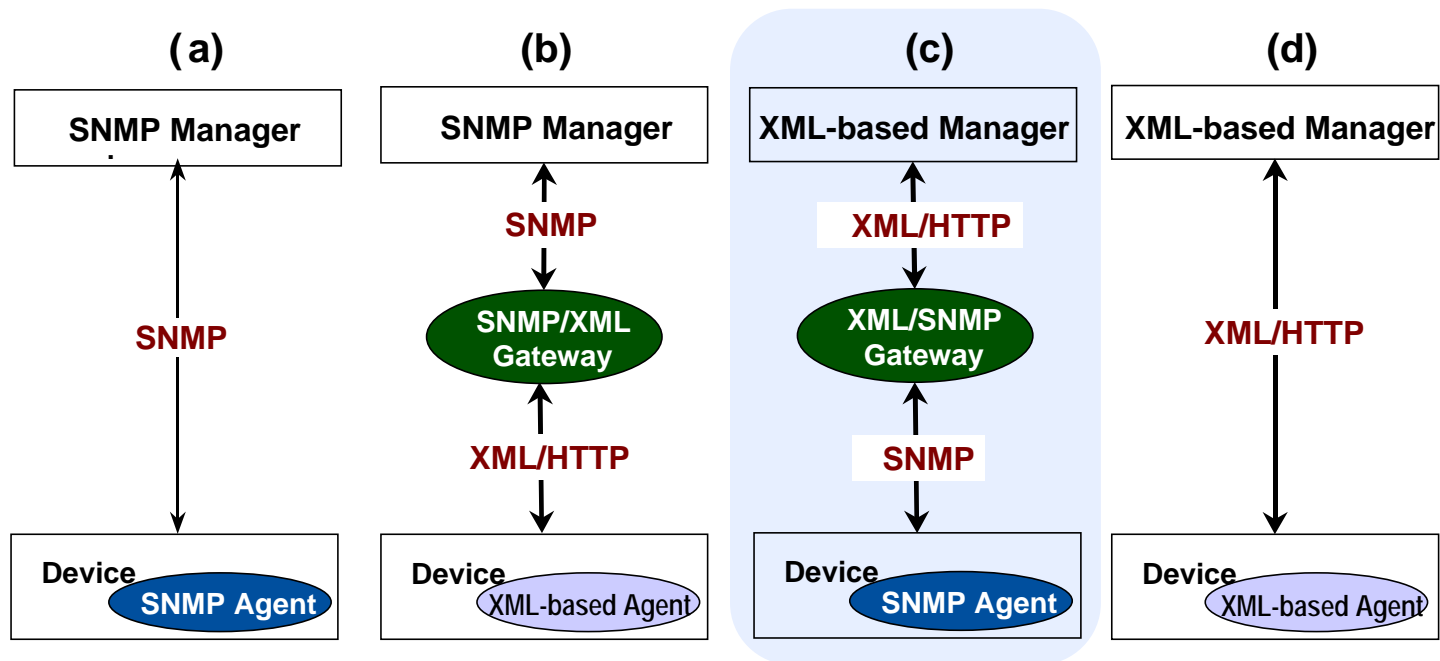 (a)
SNMP Manager
SNMP
Device
SNMP Agent
(b)
SNMP Manager
SNMP
SNMP/XML
Gateway
XML/HTTP
Device
XML-based Agent
(c)
XML-based Manager
XML/HTTP
XML/SNMP
Gateway
SNMP
Device
SNMP Agent
(d)
XML-based Manager
XML/HTTP
Device
XML-based Agent